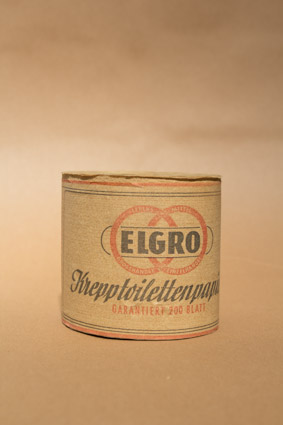 ELGRO
Krepptoilettenpap
GARANTIERT 200 BLATT